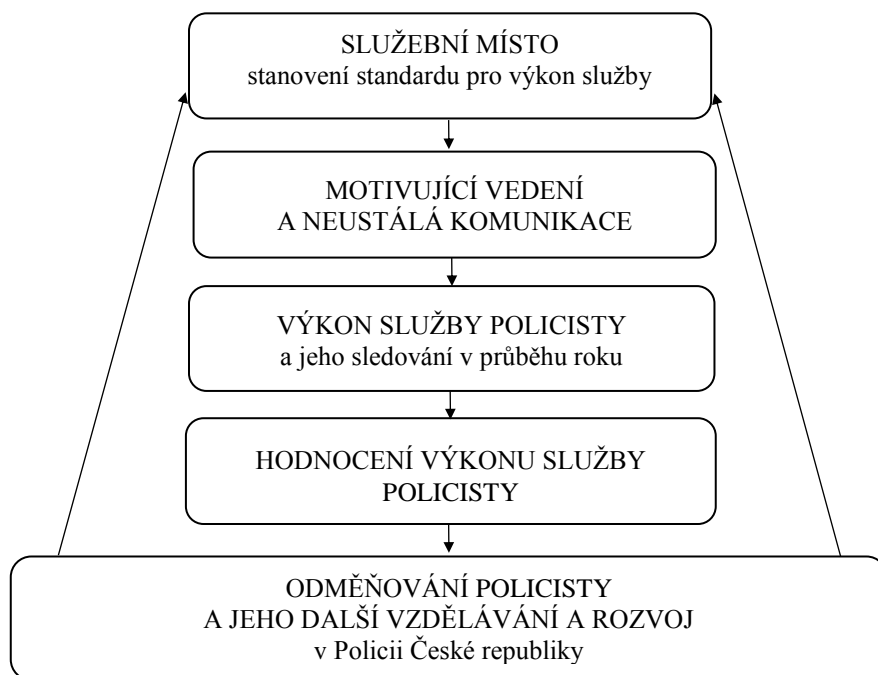 SLUŽEBNÍ MÍSTO
stanovení standardu pro výkon služby
MOTIVUJÍCÍ VEDENÍ
A NEUSTÁLÁ KOMUNIKACE
VÝKON SLUŽBY POLICISTY
a jeho sledování v průběhu roku
HODNOCENÍ VÝKONU SLUŽBY
POLICISTY
ODMĚŇOVÁNÍ POLICISTY
A JEHO DALŠÍ VZDĚLÁVÁNÍ A ROZVOJ
v Policii České republiky